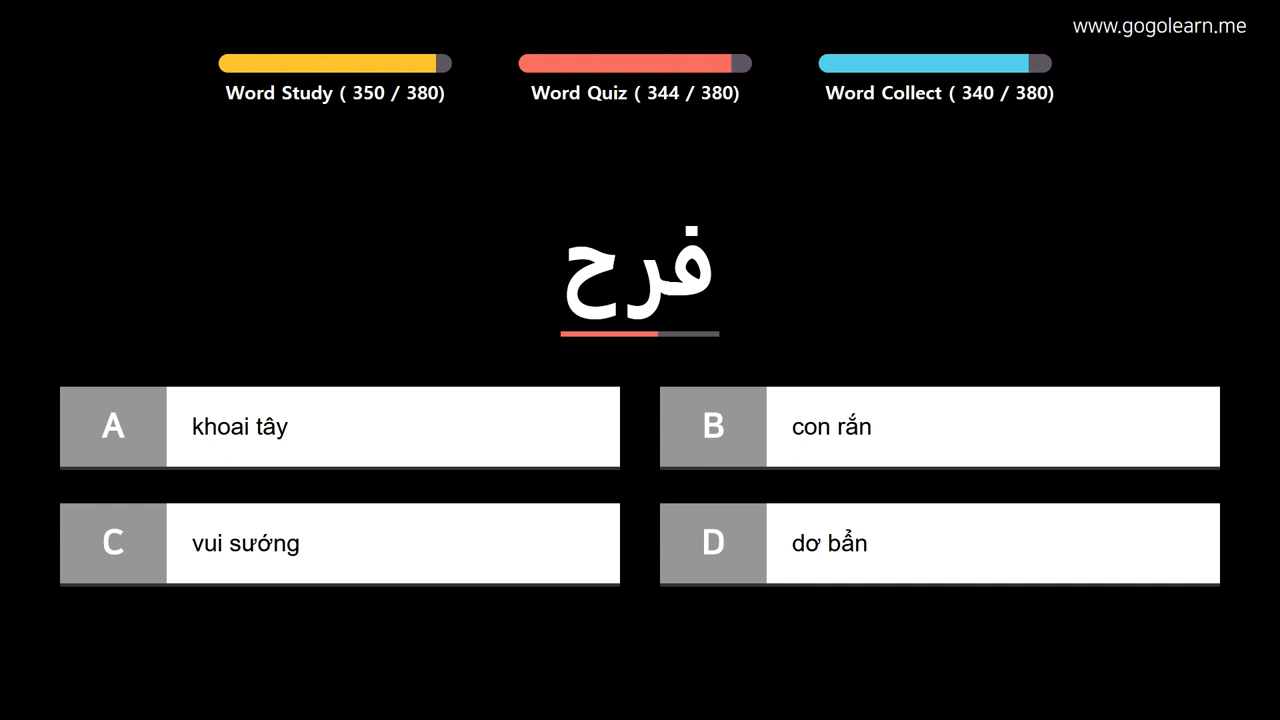 www.gogolearn.me
Word Study ( 350 / 380)
Word Quiz ( 344 / 380)
Word Collect ( 340 / 380)
فرح
A khoai tây
B con rắn
C vui sướng
D dơ bẩn